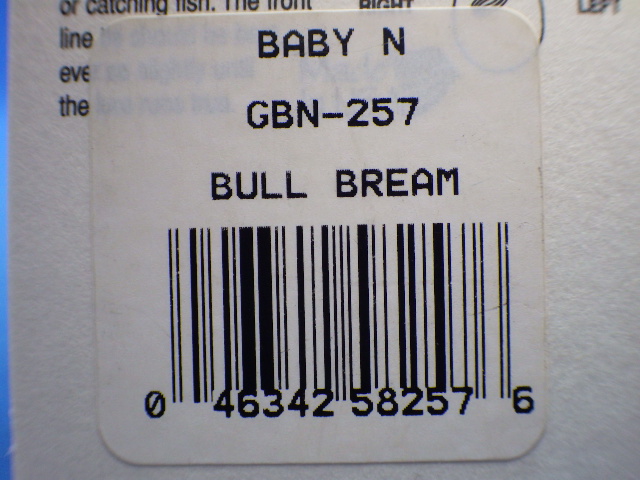 or catching fish. The front
RIGHT
LEFT
line
eve
the
BABY N
GBN-257
BULL BREAM
0 46342 58257 6